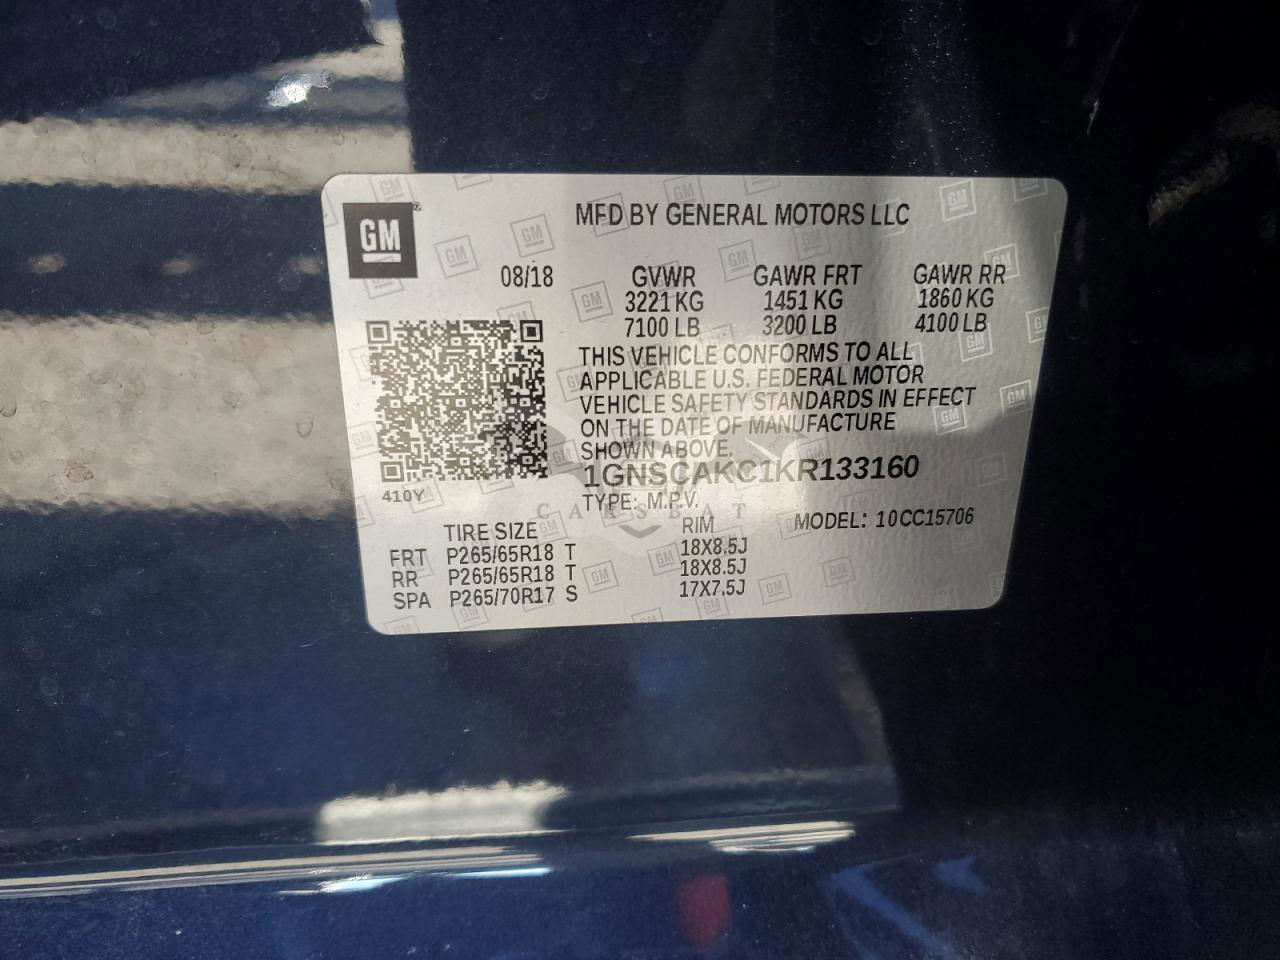 GM
MFD BY GENERAL MOTORS LLC
08/18 GVWR GAWR FRT GAWR RR
3221 KG 1451 KG 1860 KG
7100 LB 3200 LB 4100 LB
THIS VEHICLE CONFORMS TO ALL
APPLICABLE U.S. FEDERAL MOTOR
VEHICLE SAFETY STANDARDS IN EFFECT
ON THE DATE OF MANUFACTURE
SHOWN ABOVE.
1GNSCAKC1KR133160
410Y
TYPE: M.P.V.
CARSBAT
MODEL: 10CC15706
TIRE SIZE RIM
FRT P265/65R18 T 18X8.5J
RR P265/65R18 T 18X8.5J
SPA P265/70R17 S 17X7.5J